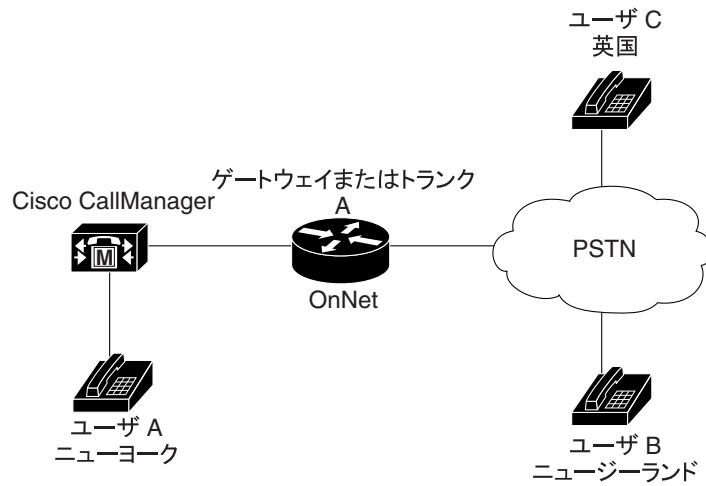 ユーザ C
英国
ゲートウェイまたはトランク
A
Cisco CallManager
M
PSTN
OnNet
ユーザ A
ニューヨーク
ユーザ B
ニュージーランド